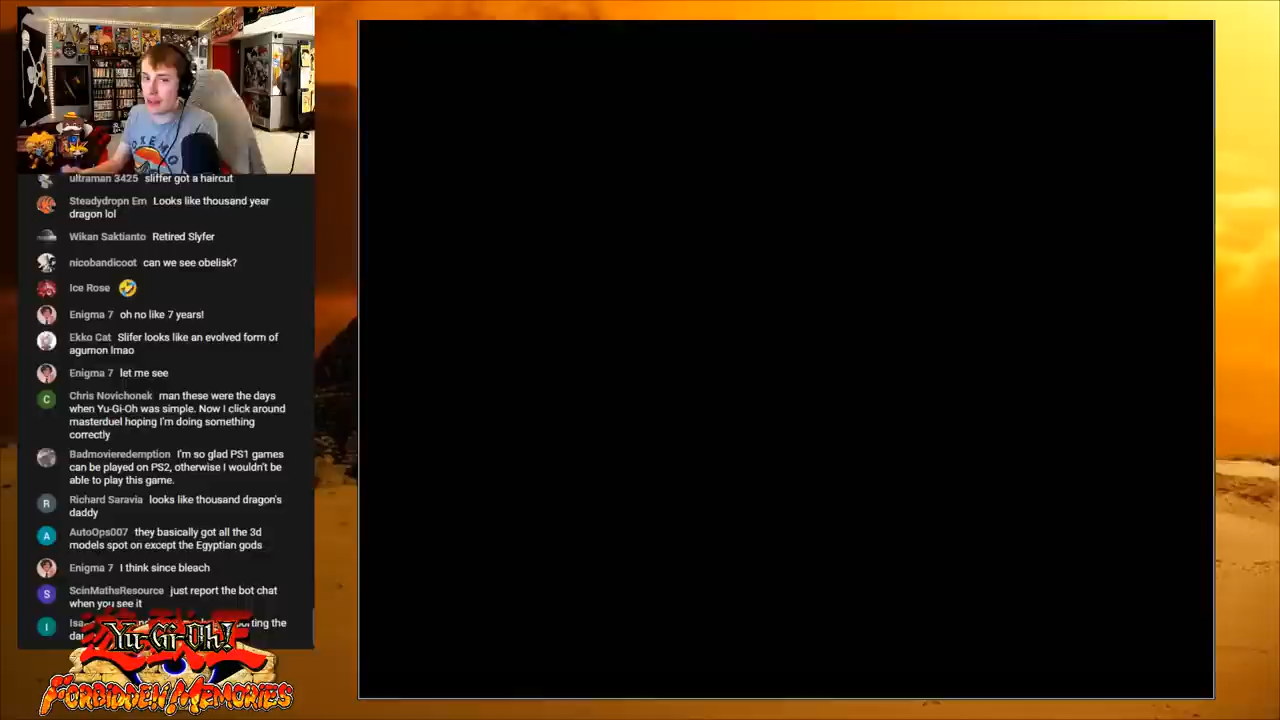 ultraman 3425 sliffer got a haircut
Steadydropn Em Looks like thousand year
dragon lol
Wikan Saktianto Retired Slyfer
nicobandicoot can we see obelisk?
Ice Rose 🤣
Enigma 7 oh no like 7 years!
Ekko Cat Slifer looks like an evolved form of
agumon lmao
Enigma 7 let me see
C
Chris Novichonek man these were the days
when Yu-Gi-Oh was simple. Now I click around
masterduel hoping I'm doing something
correctly
Badmovieredemption I'm so glad PS1 games
can be played on PS2, otherwise I wouldn't be
able to play this game.
R
Richard Saravia looks like thousand dragon's
daddy
A
AutoOps007 they basically got all the 3d
models spot on except the Egyptian gods
Enigma 7 I think since bleach
S
ScinMathsResource just report the bot chat
when you see it
I
the
Yu-Gi-Oh!
Forbidden Memories